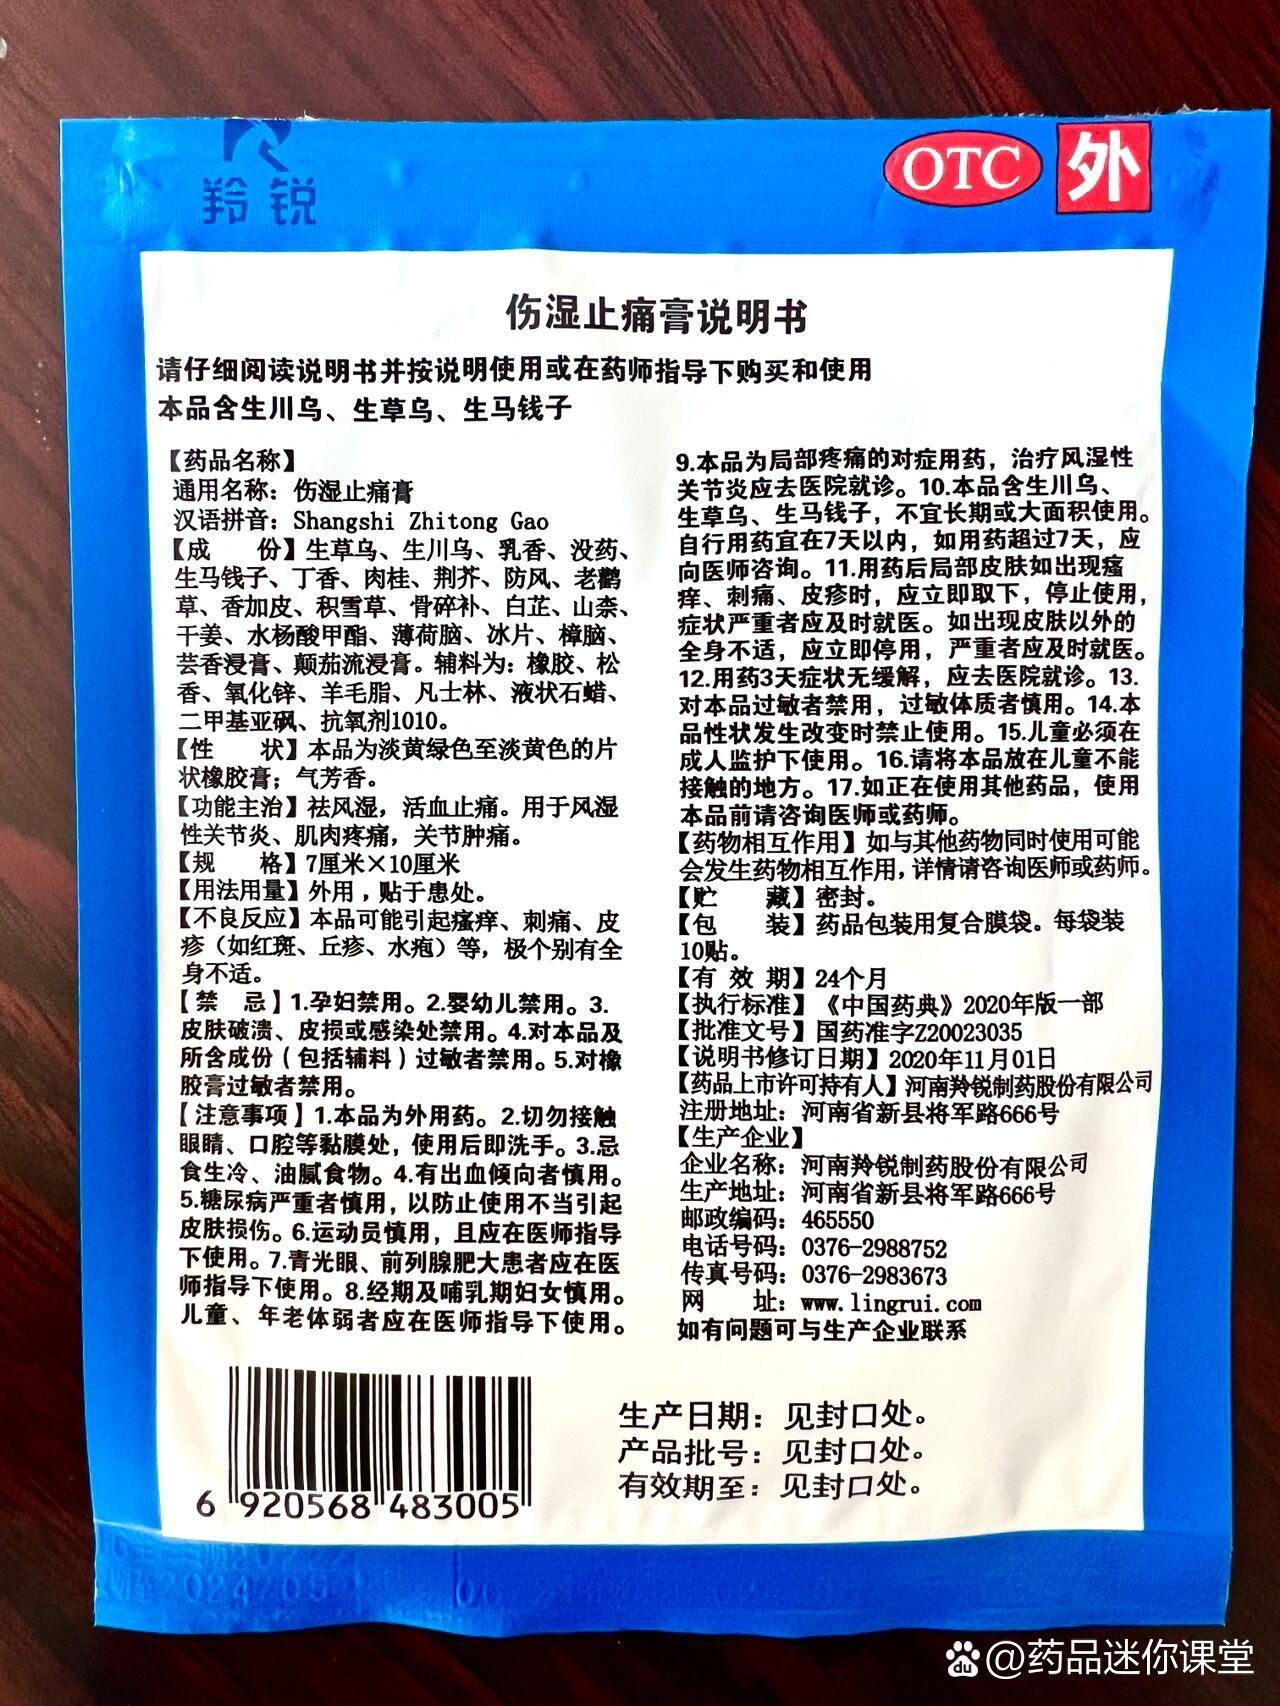 羚锐
OTC
外
伤湿止痛膏说明书
请仔细阅读说明书并按说明使用或在药师指导下购买和使用
本品含生川乌、生草乌、生马钱子
【药品名称】
通用名称：伤湿止痛膏
汉语拼音：Shangshi Zhitong Gao
【成 份】生草乌、生川乌、乳香、没药、
生马钱子、丁香、肉桂、荆芥、防风、老鹳
草、香加皮、积雪草、骨碎补、白芷、山柰、
干姜、水杨酸甲酯、薄荷脑、冰片、樟脑、
芸香浸膏、颠茄流浸膏。辅料为：橡胶、松
香、氧化锌、羊毛脂、凡士林、液状石蜡、
二甲基亚砜、抗氧剂1010。
【性 状】本品为淡黄绿色至淡黄色的片
状橡胶膏；气芳香。
【功能主治】祛风湿，活血止痛。用于风湿
性关节炎、肌肉疼痛，关节肿痛。
【规 格】7厘米×10厘米
【用法用量】外用，贴于患处。
【不良反应】本品可能引起瘙痒、刺痛、皮
疹（如红斑、丘疹、水疱）等，极个别有全
身不适。
【禁 忌】1.孕妇禁用。2.婴幼儿禁用。3.
皮肤破溃、皮损或感染处禁用。4.对本品及
所含成份（包括辅料）过敏者禁用。5.对橡
胶膏过敏者禁用。
【注意事项】1.本品为外用药。2.切勿接触
眼睛、口腔等黏膜处，使用后即洗手。3.忌
食生冷、油腻食物。4.有出血倾向者慎用。
5.糖尿病严重者慎用，以防止使用不当引起
皮肤损伤。6.运动员慎用，且应在医师指导
下使用。7.青光眼、前列腺肥大患者应在医
师指导下使用。8.经期及哺乳期妇女慎用。
儿童、年老体弱者应在医师指导下使用。
9.本品为局部疼痛的对症用药，治疗风湿性
关节炎应去医院就诊。10.本品含生川乌、
生草乌、生马钱子，不宜长期或大面积使用。
自行用药宜在7天以内，如用药超过7天，应
向医师咨询。11.用药后局部皮肤如出现瘙
痒、刺痛、皮疹时，应立即取下，停止使用，
症状严重者应及时就医。如出现皮肤以外的
全身不适，应立即停用，严重者应及时就医。
12.用药3天症状无缓解，应去医院就诊。13.
对本品过敏者禁用，过敏体质者慎用。14.本
品性状发生改变时禁止使用。15.儿童必须在
成人监护下使用。16.请将本品放在儿童不能
接触的地方。17.如正在使用其他药品，使用
本品前请咨询医师或药师。
【药物相互作用】如与其他药物同时使用可能
会发生药物相互作用，详情请咨询医师或药师。
【贮 藏】密封。
【包 装】药品包装用复合膜袋。每袋装
10贴。
【有 效 期】24个月
【执行标准】《中国药典》2020年版一部
【批准文号】国药准字Z20023035
【说明书修订日期】2020年11月01日
【药品上市许可持有人】河南羚锐制药股份有限公司
注册地址：河南省新县将军路666号
【生产企业】
企业名称：河南羚锐制药股份有限公司
生产地址：河南省新县将军路666号
邮政编码：465550
电话号码：0376-2988752
传真号码：0376-2983673
网 址：www.lingrui.com
如有问题可与生产企业联系
生产日期：见封口处。
产品批号：见封口处。
有效期至：见封口处。
6 920568 483005
@药品迷你课堂